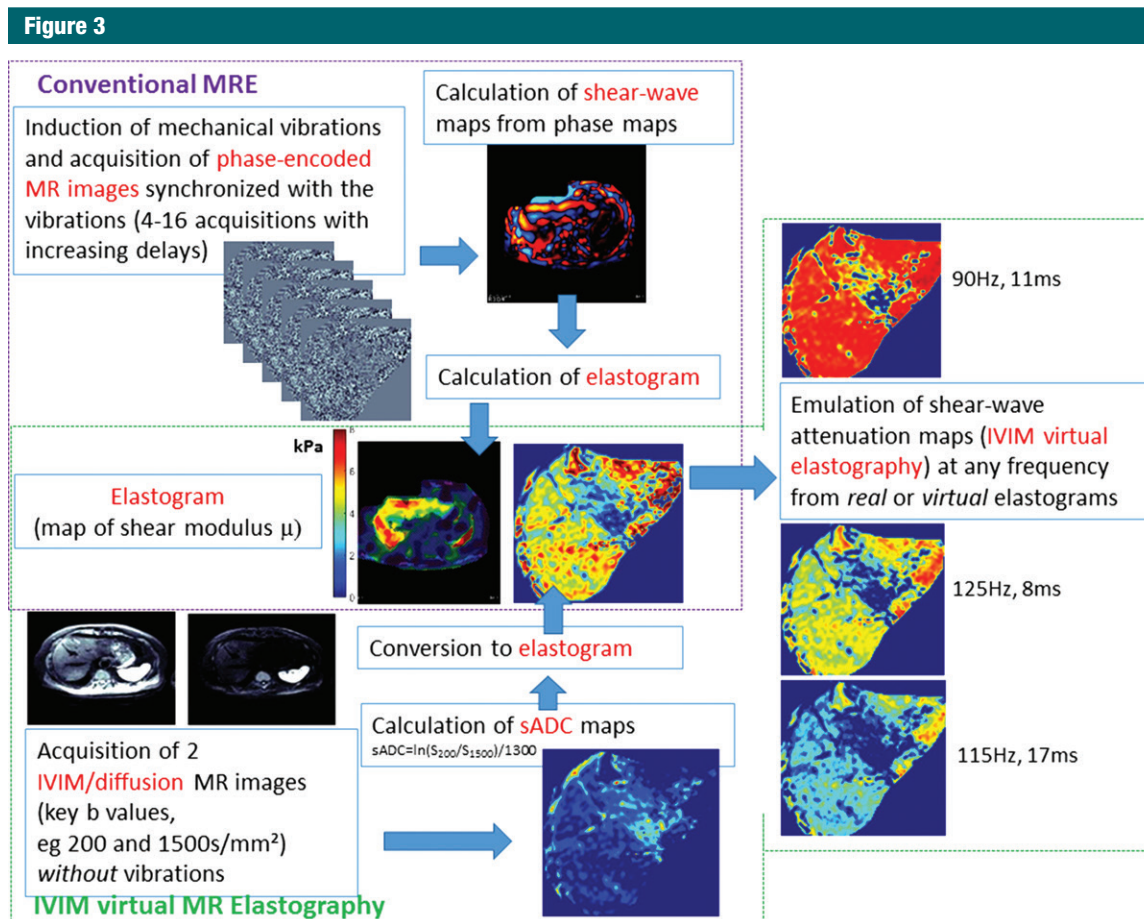 Figure 3
Conventional MRE
Induction of mechanical vibrations
and acquisition of phase-encoded
MR images synchronized with the
vibrations (4-16 acquisitions with
increasing delays)
Calculation of shear-wave
maps from phase maps
Calculation of elastogram
kPa
8
6
4
2
0
Elastogram
(map of shear modulus μ)
90Hz, 11ms
Emulation of shear-wave
attenuation maps (IVIM virtual
elastography) at any frequency
from real or virtual elastograms
125Hz, 8ms
115Hz, 17ms
Conversion to elastogram
Calculation of sADC maps
sADC=ln(S₂₀₀/S₁₅₀₀)/1300
Acquisition of 2
IVIM/diffusion MR images
(key b values,
eg 200 and 1500s/mm²)
without vibrations
IVIM virtual MR Elastography